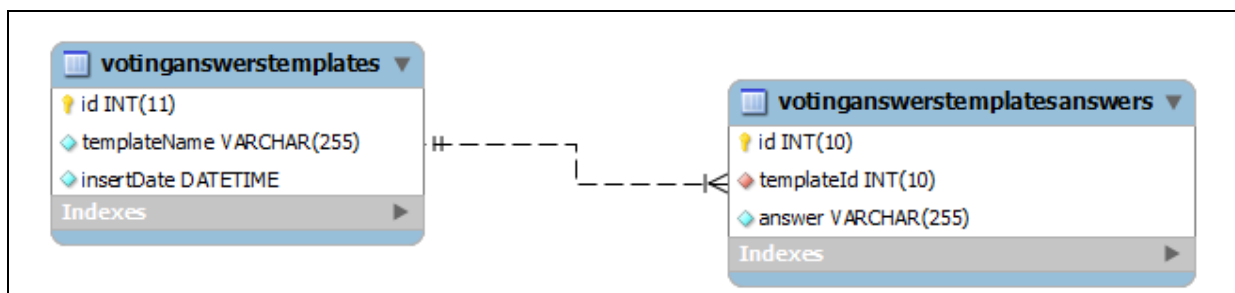 votinganswerstemplates
id INT(11)
templateName VARCHAR(255)
insertDate DATETIME
Indexes
votinganswerstemplatesanswers
id INT(10)
templateId INT(10)
answer VARCHAR(255)
Indexes